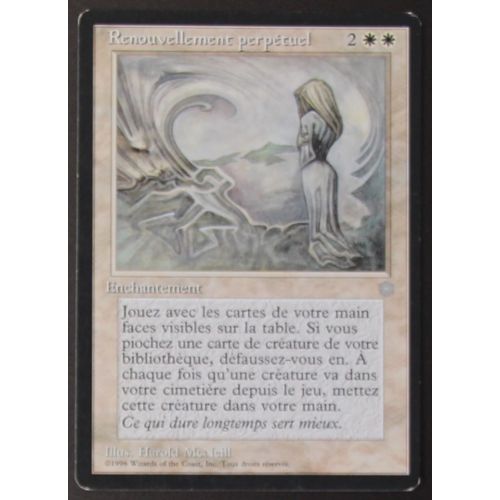 Renouvellement perpétuel 2
Enchantement
Jouez avec les cartes de votre main
faces visibles sur la table. Si vous
piochez une carte de créature de votre
bibliothèque, défaussez-vous en. À
chaque fois qu'une créature va dans
votre cimetière depuis le jeu, mettez
cette créature dans votre main.
Ce qui dure longtemps sert mieux.
Illus. Harold McNeill
©1996 Wizards of the Coast, Inc. Tous droits réservés.